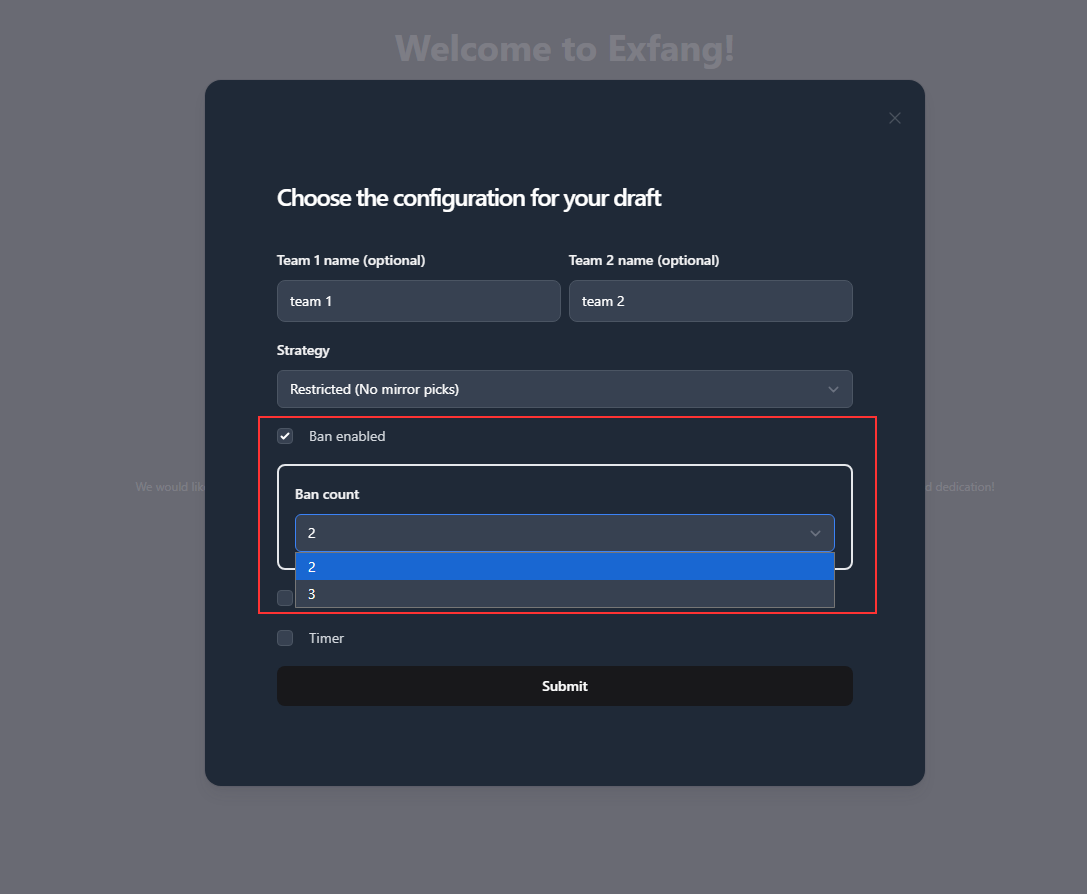 Welcome to Exfang!
Choose the configuration for your draft
Team 1 name (optional) Team 2 name (optional)
team 1 team 2
Strategy
Restricted (No mirror picks)
Ban enabled
We would lik d dedication!
Ban count
2
2
3
Timer
Submit